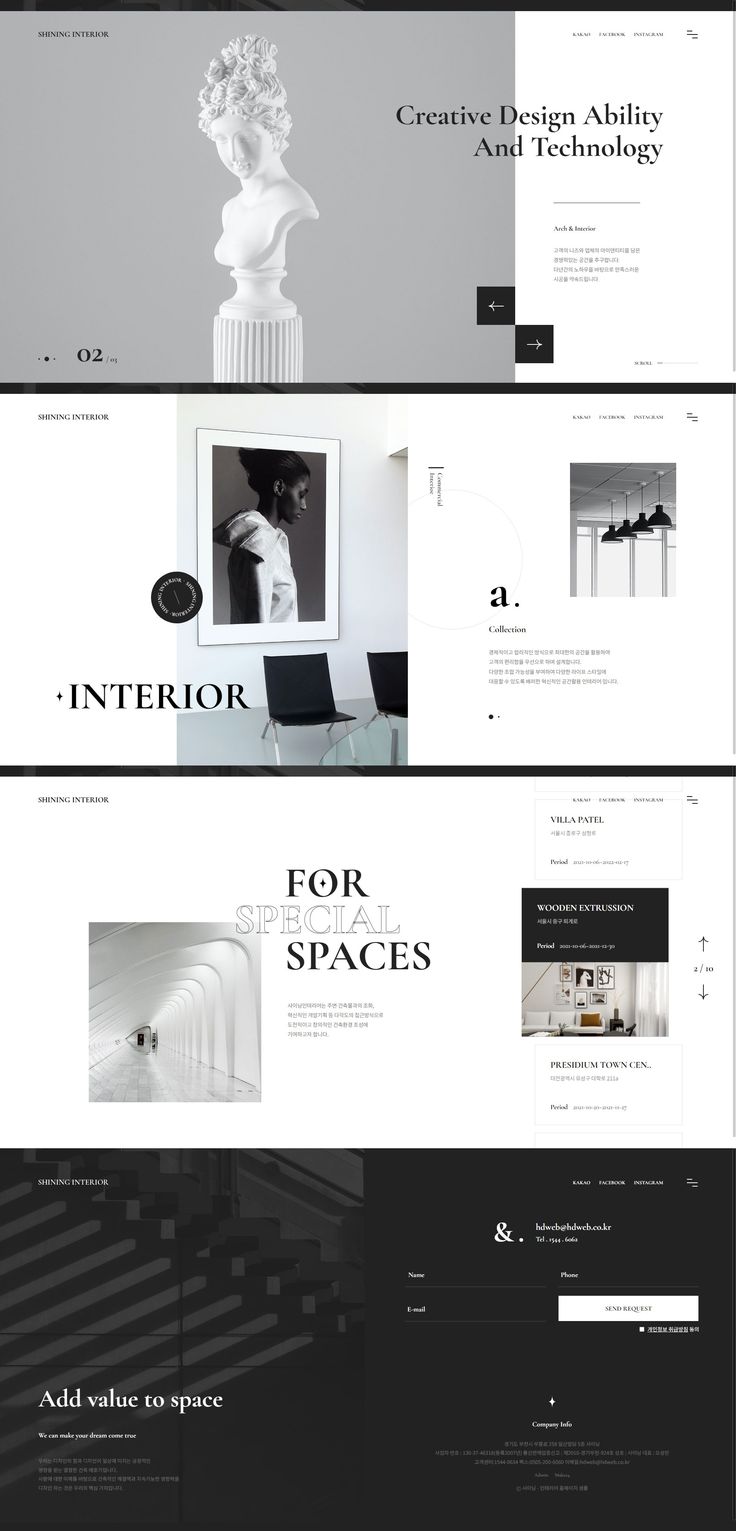 SHINING INTERIOR
KAKAO FACEBOOK INSTAGRAM
Creative Design Ability
And Technology
Arch & Interior
고객의 니즈와 업체의 아이덴티티를 담은
경쟁력있는 공간을 추구합니다.
다년간의 노하우를 바탕으로 만족스러운
시공을 약속드립니다.
02 / 03
SCROLL
SHINING INTERIOR
KAKAO FACEBOOK INSTAGRAM
Commercial
Interior
SHINING INTERIOR · SHINING INTERIOR ·
INTERIOR
a.
Collection
경제적이고 합리적인 방식으로 최대한의 공간을 활용하여
고객의 편리함을 우선으로 하여 설계합니다.
다양한 조합 가능성을 부여하여 다양한 라이프 스타일에
대응할 수 있도록 배려한 혁신적인 공간활용 인테리어 입니다.
SHINING INTERIOR
KAKAO FACEBOOK INSTAGRAM
FOR
SPECIAL
SPACES
샤이닝인테리어는 주변 건축물과의 조화,
혁신적인 개발기획 등 다각도의 접근방식으로
도전적이고 창의적인 건축환경 조성에
기여하고자 합니다.
VILLA PATEL
서울시 종로구 삼청로
Period 2021-10-06~2022-02-17
WOODEN EXTRUSSION
서울시 중구 퇴계로
Period 2021-10-06~2021-12-30
2 / 10
PRESIDIUM TOWN CEN..
대전광역시 유성구 대학로 211a
Period 2021-10-20~2021-11-27
SHINING INTERIOR
KAKAO FACEBOOK INSTAGRAM
&.
hdweb@hdweb.co.kr
Tel . 1544 . 6062
Name
Phone
E-mail
SEND REQUEST
개인정보 취급방침 동의
Add value to space
We can make your dream come true
Company Info
Admin